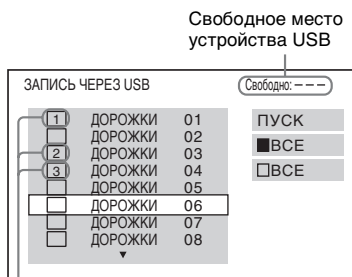 Свободное место
устройства USB
ЗАПИСЬ ЧЕРЕЗ USB
Свободно: – – –
1 ДОРОЖКИ 01
ДОРОЖКИ 02
2 ДОРОЖКИ 03
3 ДОРОЖКИ 04
ДОРОЖКИ 05
ДОРОЖКИ 06
ДОРОЖКИ 07
ДОРОЖКИ 08
ПУСК
ВСЕ
ВСЕ